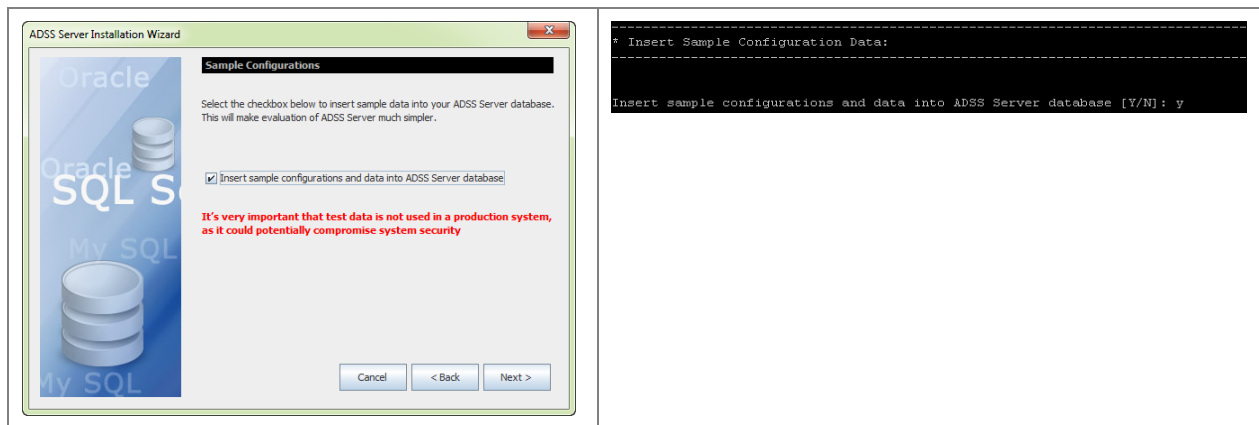 ADSS Server Installation Wizard
x
Oracle
Oracle
SQL S
My SQL
My SQL
Sample Configurations
Select the checkbox below to insert sample data into your ADSS Server database.
This will make evaluation of ADSS Server much simpler.
Insert sample configurations and data into ADSS Server database
It's very important that test data is not used in a production system,
as it could potentially compromise system security
Cancel
< Back
Next >
--------------------------------------------------------------------------------
* Insert Sample Configuration Data:
--------------------------------------------------------------------------------
Insert sample configurations and data into ADSS Server database [Y/N]: y